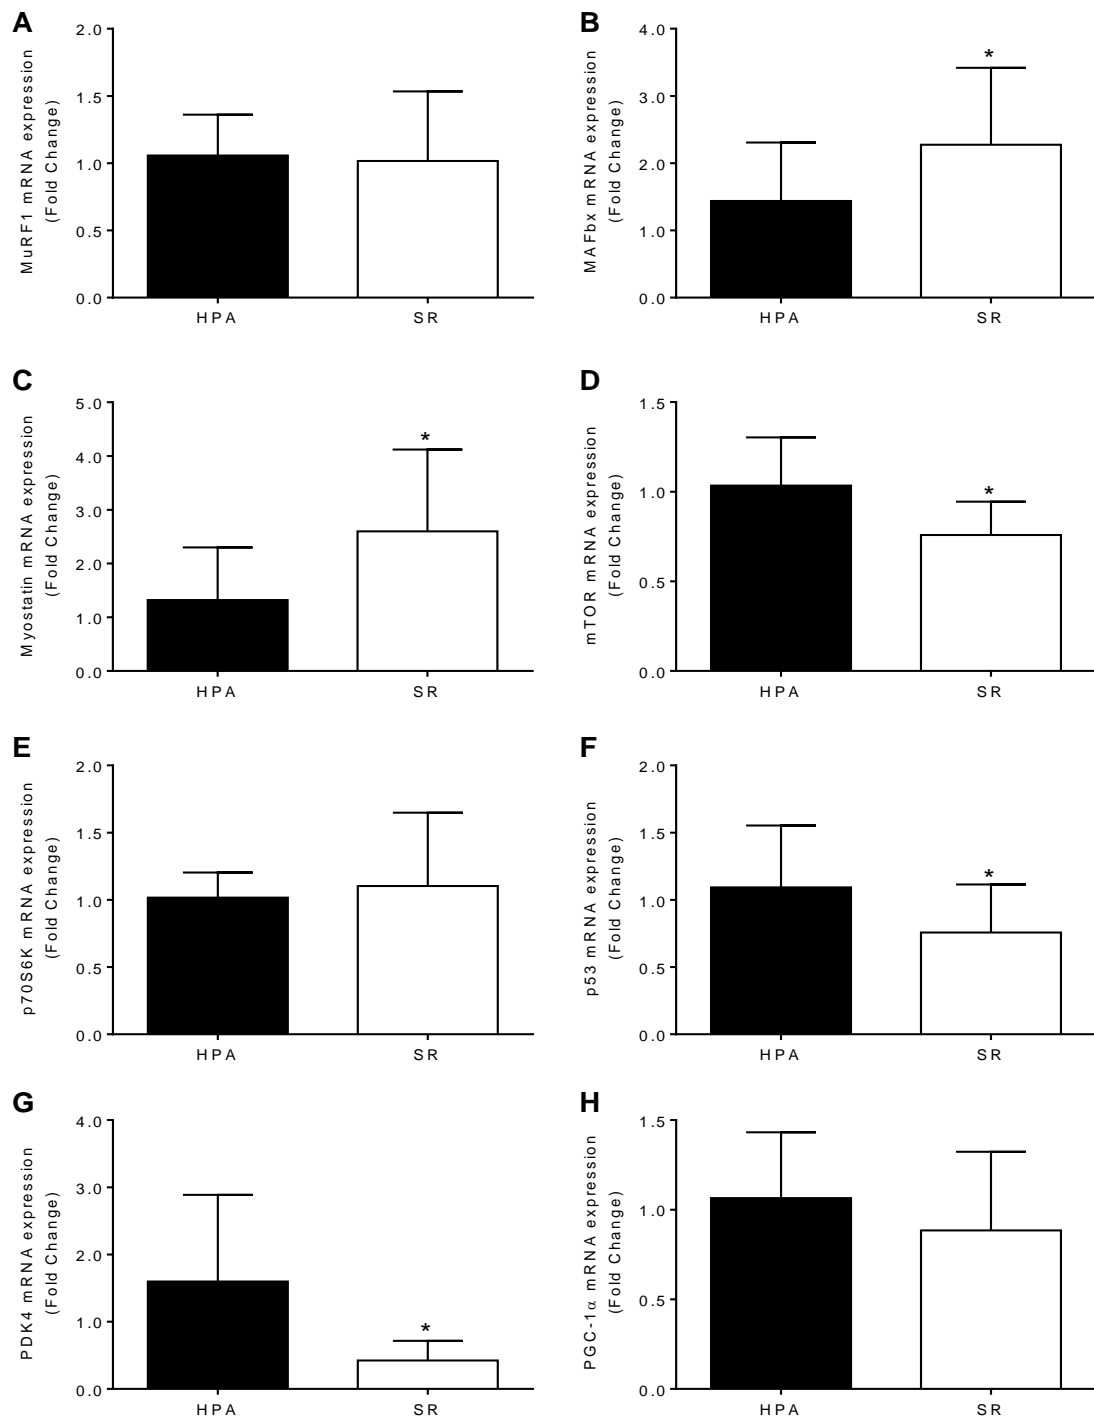 A
MuRF1 mRNA expression
(Fold Change)
2.0
1.5
1.0
0.5
0.0
HPA
SR
B
MAFbx mRNA expression
(Fold Change)
4.0
3.0
2.0
1.0
0.0
*
HPA
SR
C
Myostatin mRNA expression
(Fold Change)
5.0
4.0
3.0
2.0
1.0
0.0
*
HPA
SR
D
mTOR mRNA expression
(Fold Change)
1.5
1.0
0.5
0.0
*
HPA
SR
E
p70S6K mRNA expression
(Fold Change)
2.0
1.5
1.0
0.5
0.0
HPA
SR
F
p53 mRNA expression
(Fold Change)
2.0
1.5
1.0
0.5
0.0
*
HPA
SR
G
PDK4 mRNA expression
(Fold Change)
4.0
3.0
2.0
1.0
0.0
*
HPA
SR
H
PGC-1α mRNA expression
(Fold Change)
1.5
1.0
0.5
0.0
HPA
SR